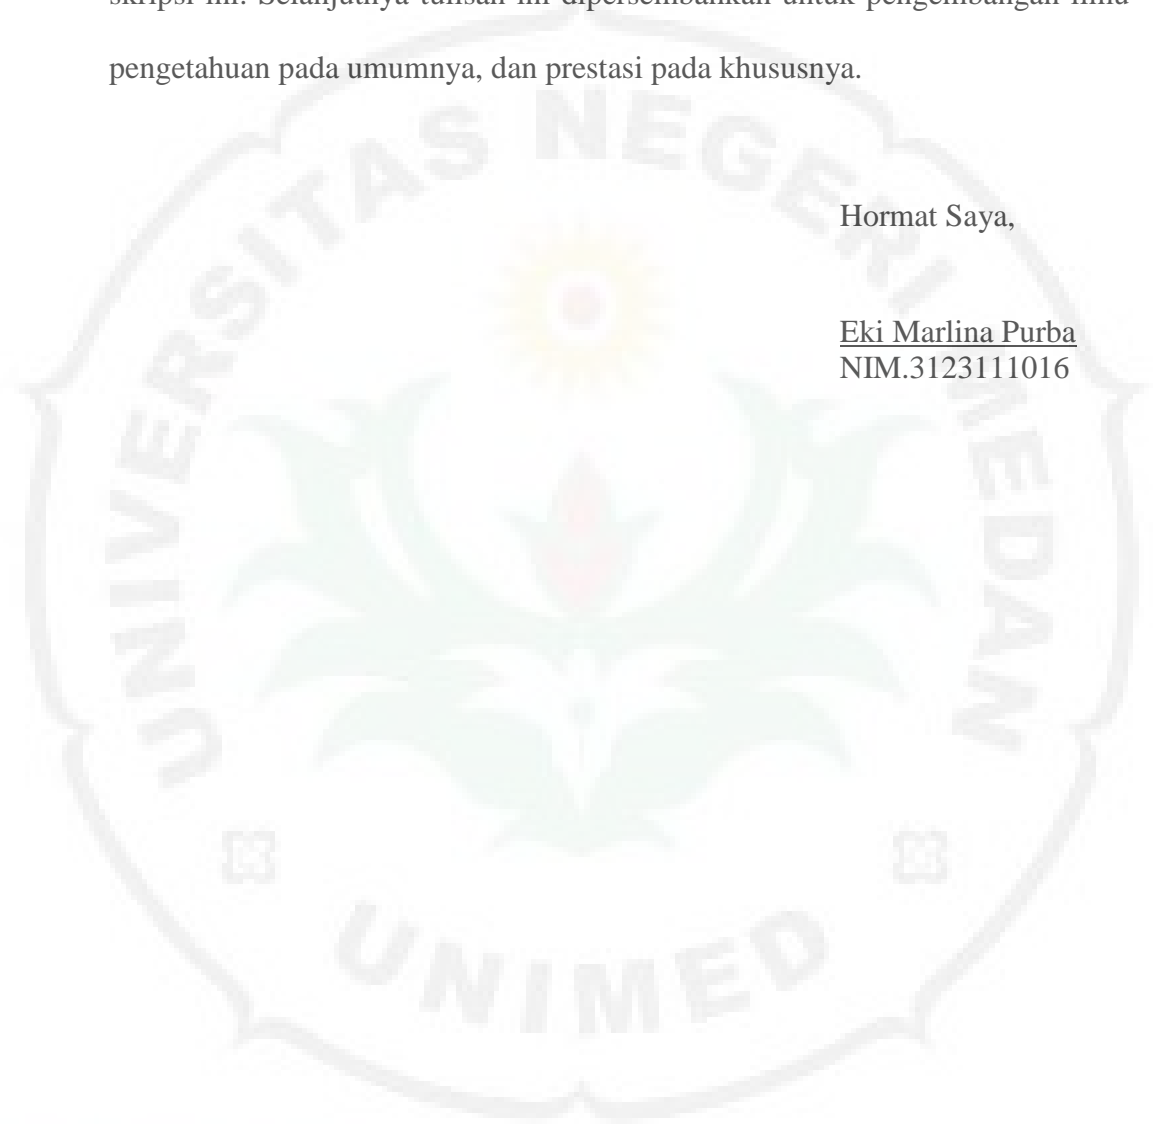 skripsi ini. Selanjutnya tulisan ini dipersembahkan untuk pengembangan ilmu
pengetahuan pada umumnya, dan prestasi pada khususnya.
Hormat Saya,
Eki Marlina Purba
NIM.3123111016
UNIVERSITAS NEGERI MEDAN
UNIMED